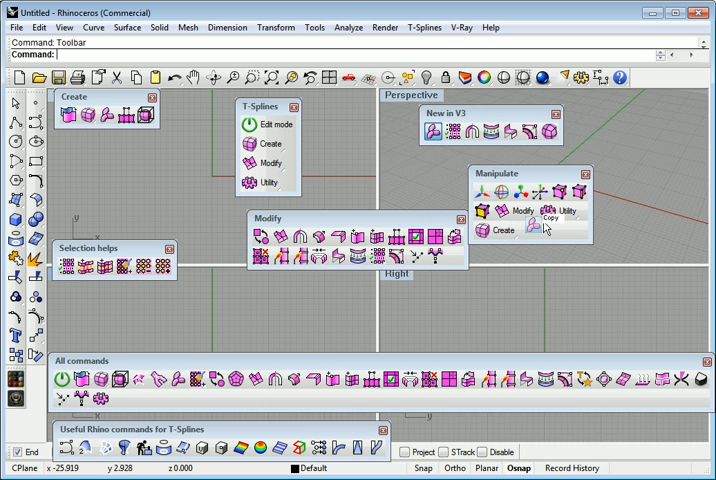 Untitled - Rhinoceros (Commercial)
File Edit View Curve Surface Solid Mesh Dimension Transform Tools Analyze Render T-Splines V-Ray Help
Command: Toolbar
Command:
Create
T-Splines
Edit mode
Create
Modify
Utility
Perspective
New in V3
Manipulate
Modify Utility
Copy
Create
Modify
Selection helps
Right
All commands
Useful Rhino commands for T-Splines
End Project STrack Disable
CPlane x -25.919 y 2.928 z 0.000 Default Snap Ortho Planar Osnap Record History